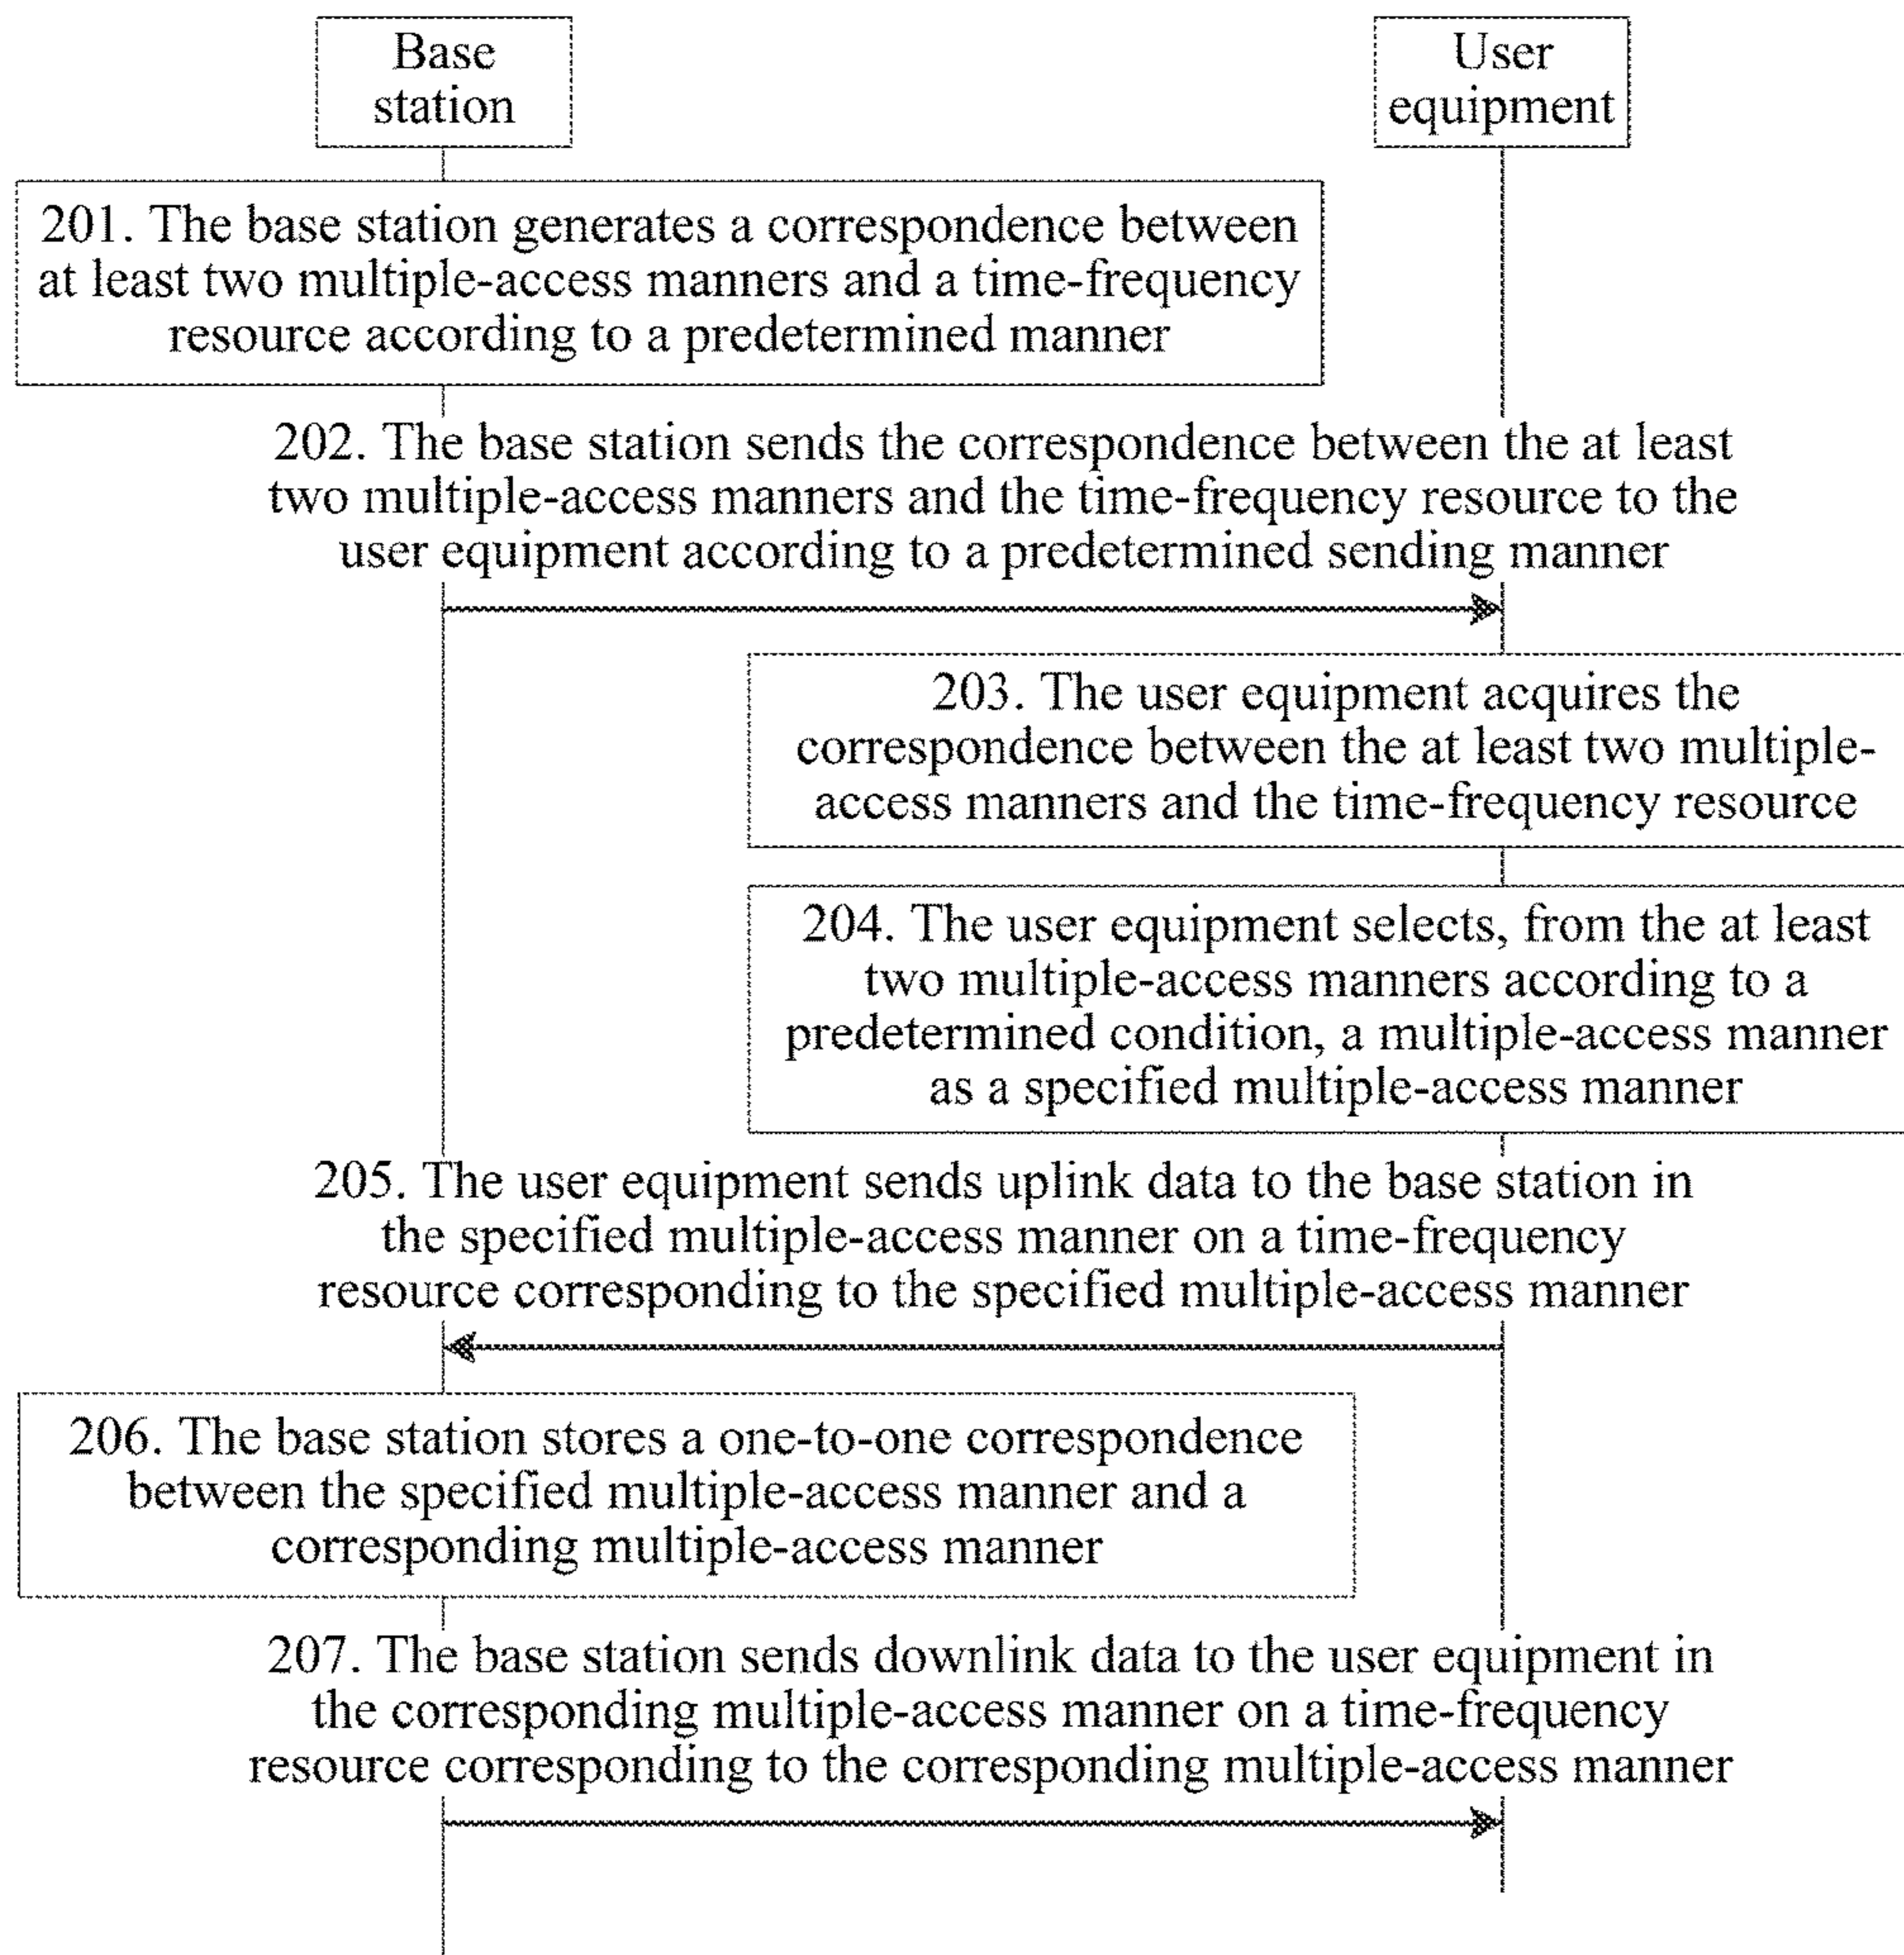 Base
station
User
equipment
201. The base station generates a correspondence between
at least two multiple-access manners and a time-frequency
resource according to a predetermined manner
202. The base station sends the correspondence between the at least
two multiple-access manners and the time-frequency resource to the
user equipment according to a predetermined sending manner
203. The user equipment acquires the
correspondence between the at least two multiple-
access manners and the time-frequency resource
204. The user equipment selects, from the at least
two multiple-access manners according to a
predetermined condition, a multiple-access manner
as a specified multiple-access manner
205. The user equipment sends uplink data to the base station in
the specified multiple-access manner on a time-frequency
resource corresponding to the specified multiple-access manner
206. The base station stores a one-to-one correspondence
between the specified multiple-access manner and a
corresponding multiple-access manner
207. The base station sends downlink data to the user equipment in
the corresponding multiple-access manner on a time-frequency
resource corresponding to the corresponding multiple-access manner